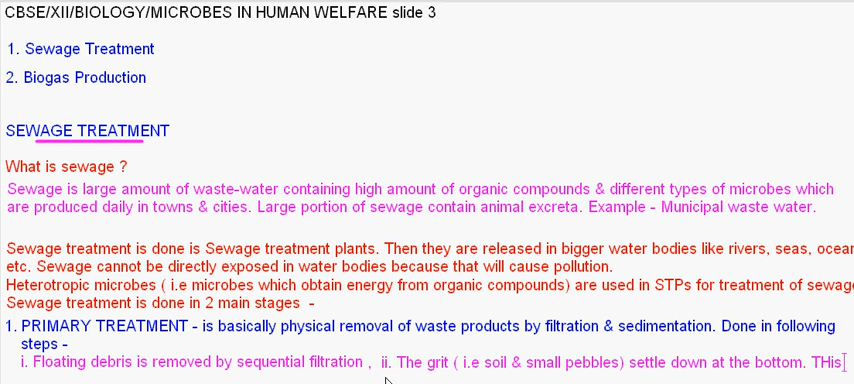 CBSE/XII/BIOLOGY/MICROBES IN HUMAN WELFARE slide 3
1. Sewage Treatment
2. Biogas Production
SEWAGE TREATMENT
What is sewage ?
Sewage is large amount of waste-water containing high amount of organic compounds & different types of microbes which
are produced daily in towns & cities. Large portion of sewage contain animal excreta. Example - Municipal waste water.
Sewage treatment is done is Sewage treatment plants. Then they are released in bigger water bodies like rivers, seas, ocean
etc. Sewage cannot be directly exposed in water bodies because that will cause pollution.
Heterotropic microbes ( i.e microbes which obtain energy from organic compounds) are used in STPs for treatment of sewage
Sewage treatment is done in 2 main stages -
1. PRIMARY TREATMENT - is basically physical removal of waste products by filtration & sedimentation. Done in following
steps -
i. Floating debris is removed by sequential filtration , ii. The grit ( i.e soil & small pebbles) settle down at the bottom. THis